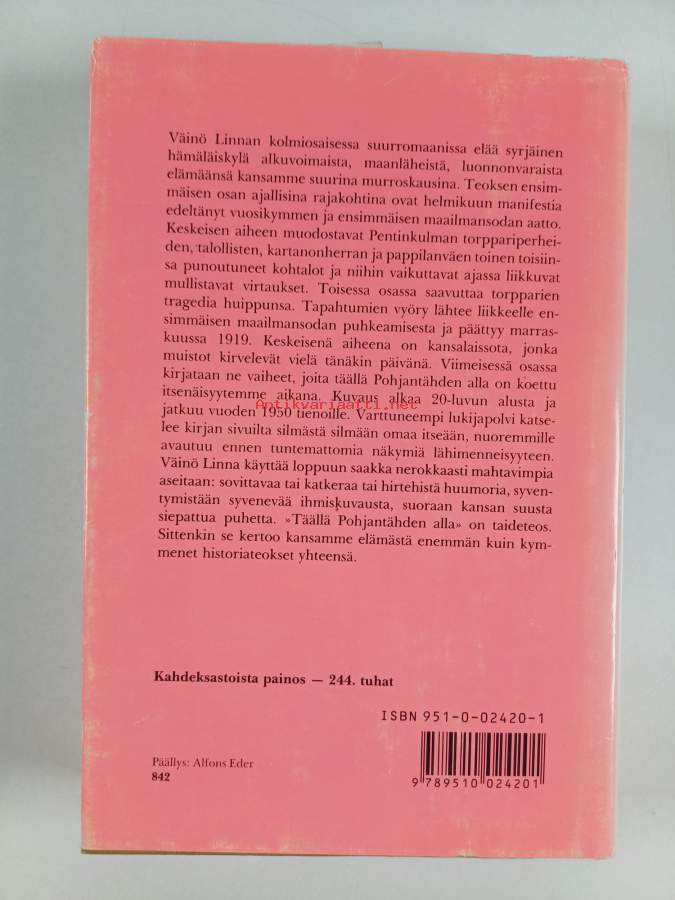 Väinö Linnan kolmiosaisessa suurromaanissa elää syrjäinen
hämäläiskylä alkuvoimaista, maanläheistä, luonnonvaraista
elämäänsä kansamme suurina murroskausina. Teoksen ensim-
mäisen osan ajallisina rajakohtina ovat helmikuun manifestia
edeltänyt vuosikymmen ja ensimmäisen maailmansodan aatto.
Keskeisen aiheen muodostavat Pentinkulman torppariperhei-
den, talollisten, kartanonherran ja pappilanväen toinen toisiin-
sa punoutuneet kohtalot ja niihin vaikuttavat ajassa liikkuvat
mullistavat virtaukset. Toisessa osassa saavuttaa torpparien
tragedia huippunsa. Tapahtumien vyöry lähtee liikkeelle en-
simmäisen maailmansodan puhkeamisesta ja päättyy marras-
kuussa 1919. Keskeisenä aiheena on kansalaissota, jonka
muistot kirvelevät vielä tänäkin päivänä. Viimeisessä osassa
kirjataan ne vaiheet, joita täällä Pohjantähden alla on koettu
itsenäisyytemme aikana. Kuvaus alkaa 20-luvun alusta ja
Antikvariaatti.net
jatkuu vuoden 1950 tienoille. Varttuneempi lukijapolvi katse-
lee kirjan sivuilta silmästä silmään omaa itseään, nuoremmille
avautuu ennen tuntemattomia näkymiä lähimenneisyyteen.
Väinö Linna käyttää loppuun saakka nerokkaasti mahtavimpia
aseitaan: sovittavaa tai katkeraa tai hirtehistä huumoria, syven-
tymistään syvenevää ihmiskuvausta, suoraan kansan suusta
siepattua puhetta. »Täällä Pohjantähden alla» on taideteos.
Sittenkin se kertoo kansamme elämästä enemmän kuin kym-
menet historiateokset yhteensä.
Kahdeksastoista painos — 244. tuhat
ISBN 951-0-02420-1
Päällys: Alfons Eder
842
9 789510 024201